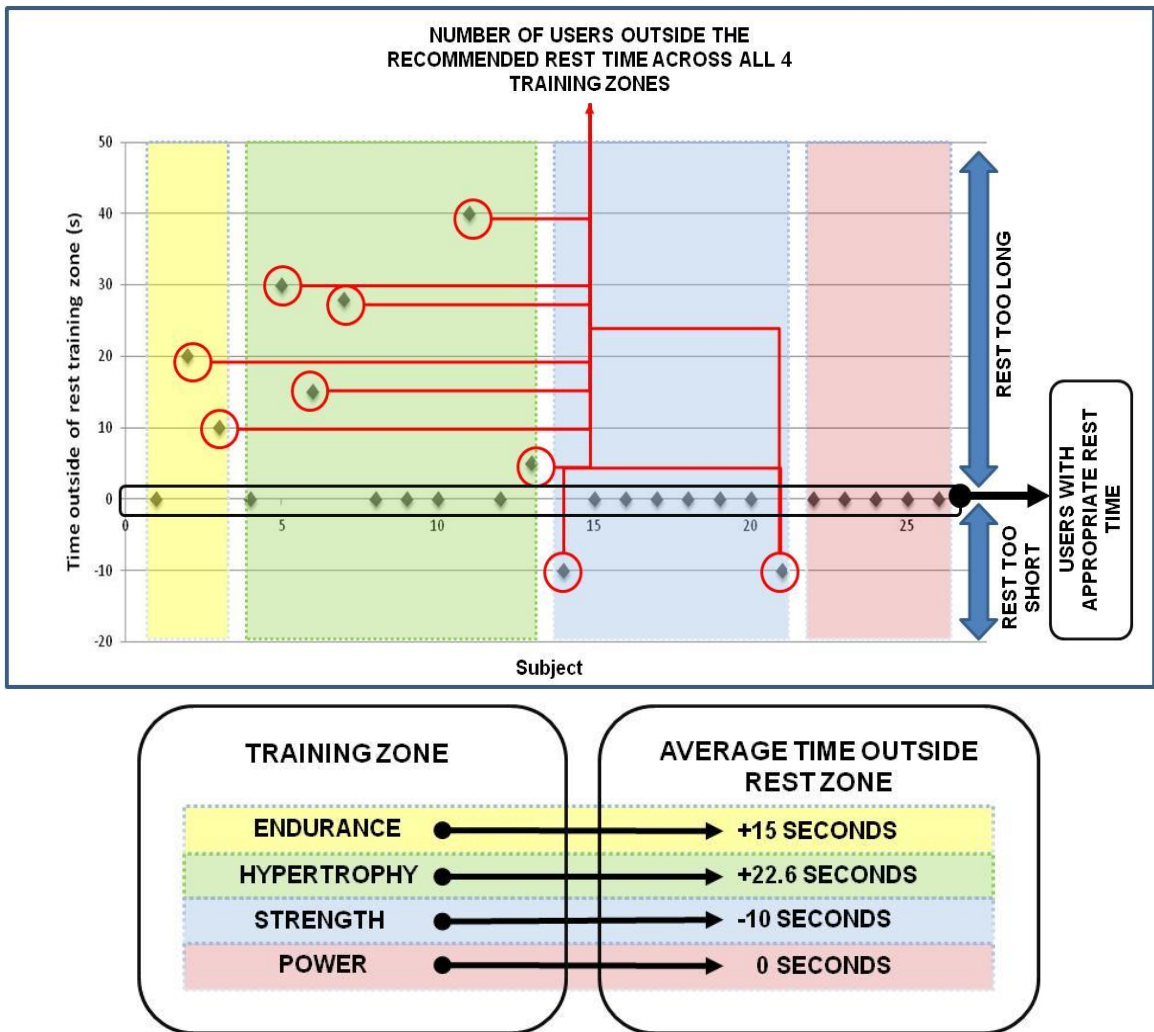 NUMBER OF USERS OUTSIDE THE
RECOMMENDED REST TIME ACROSS ALL 4
TRAINING ZONES
Time outside of rest training zone (s)
50
40
30
20
10
0
-10
-20
0
5
10
15
20
25
Subject
REST TOO LONG
REST TOO
SHORT
USERS WITH
APPROPRIATE REST
TIME
TRAINING ZONE
AVERAGE TIME OUTSIDE
REST ZONE
ENDURANCE
+15 SECONDS
HYPERTROPHY
+22.6 SECONDS
STRENGTH
-10 SECONDS
POWER
0 SECONDS